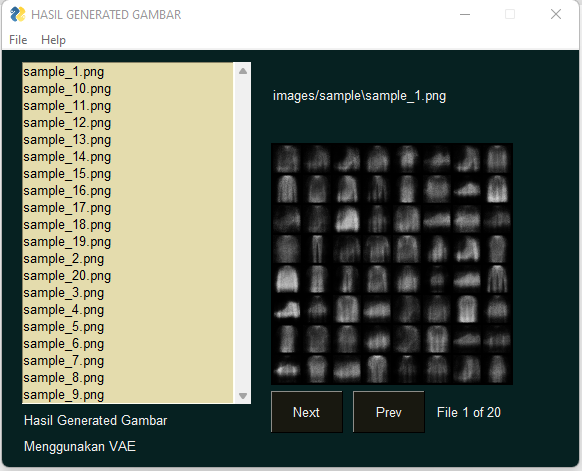 HASIL GENERATED GAMBAR
File Help
sample_1.png
sample_10.png
sample_11.png
sample_12.png
sample_13.png
sample_14.png
sample_15.png
sample_16.png
sample_17.png
sample_18.png
sample_19.png
sample_2.png
sample_20.png
sample_3.png
sample_4.png
sample_5.png
sample_6.png
sample_7.png
sample_8.png
sample_9.png
Hasil Generated Gambar
Menggunakan VAE
images/sample\sample_1.png
Next Prev File 1 of 20